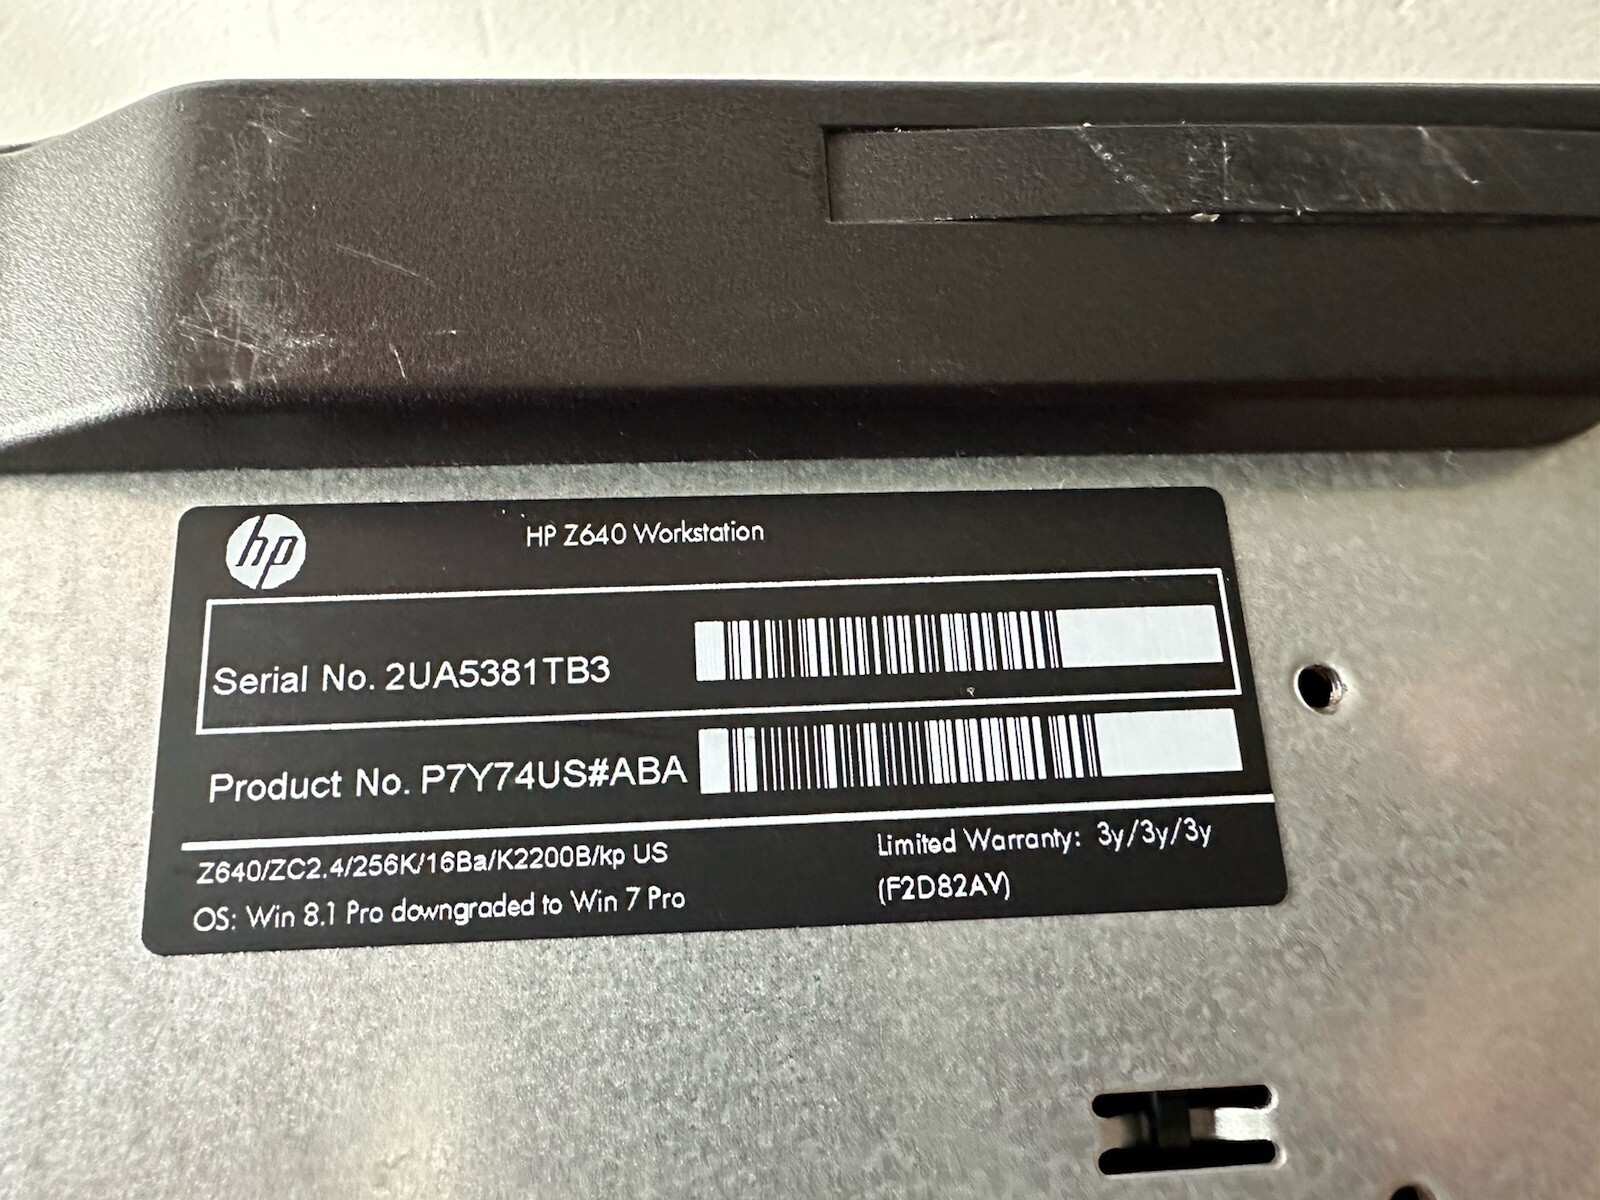 hp
HP Z640 Workstation
Serial No. 2UA5381TB3
Product No. P7Y74US#ABA
Z640/ZC2.4/256K/16Ba/K2200B/kp US
OS: Win 8.1 Pro downgraded to Win 7 Pro
Limited Warranty: 3y/3y/3y
(F2D82AV)